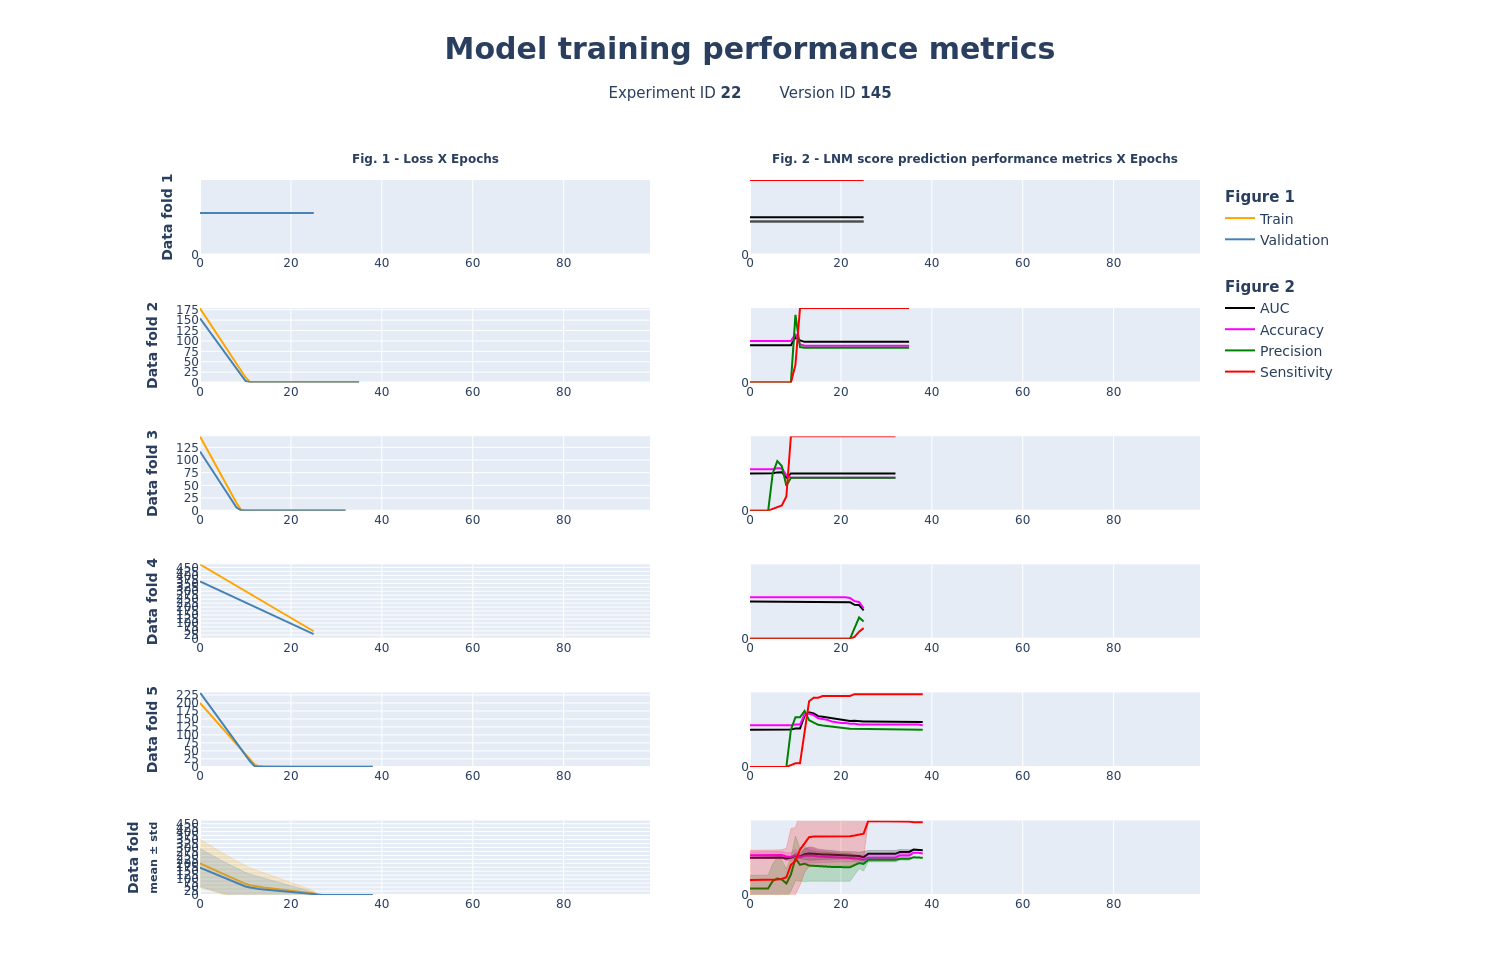 Model training performance metrics
Experiment ID 22 Version ID 145
Fig. 1 - Loss X Epochs
Fig. 2 - LNM score prediction performance metrics X Epochs
Data fold 1
0
0 20 40 60 80
0
0 20 40 60 80
Figure 1
Train
Validation
Figure 2
AUC
Accuracy
Precision
Sensitivity
Data fold 2
175
150
125
100
75
50
25
0
0 20 40 60 80
0
0 20 40 60 80
Data fold 3
125
100
75
50
25
0
0 20 40 60 80
0
0 20 40 60 80
Data fold 4
450
0
0 20 40 60 80
0
0 20 40 60 80
Data fold 5
225
200
175
150
125
100
75
50
25
0
0 20 40 60 80
0
0 20 40 60 80
Data fold
mean ± std
450
0
0 20 40 60 80
0
0 20 40 60 80